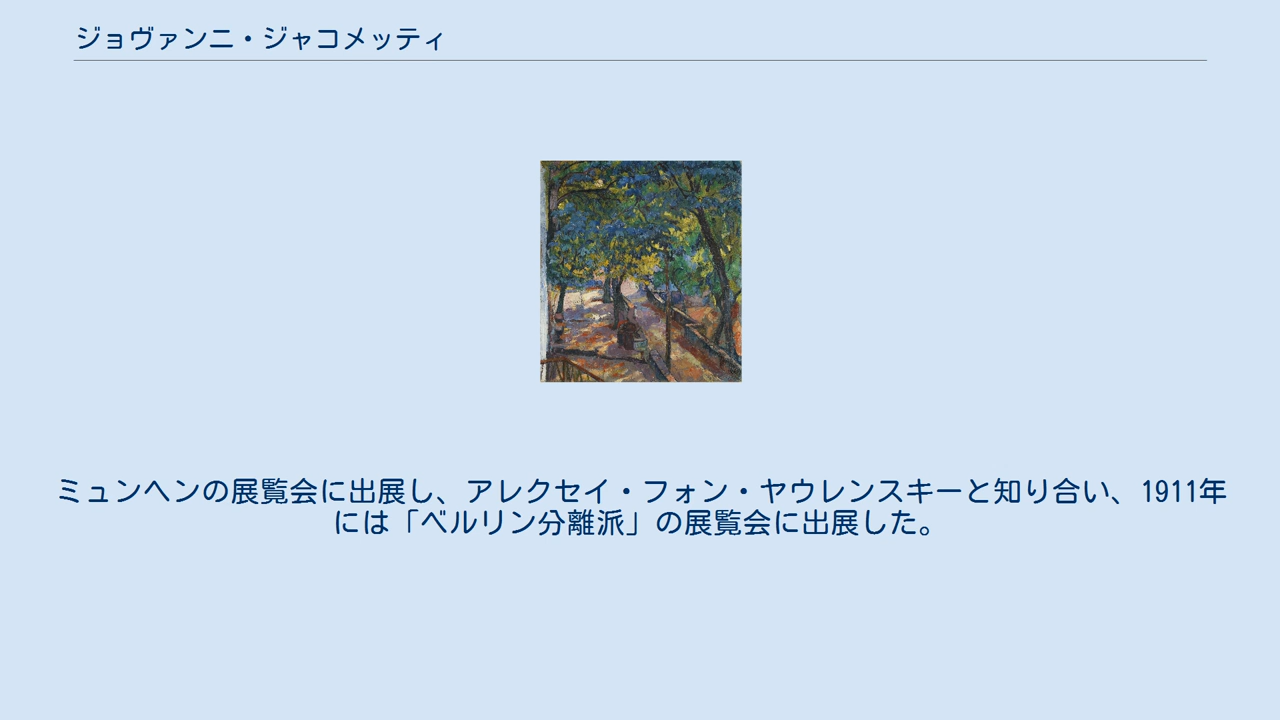 ジョヴァンニ・ジャコメッティ
ミュンヘンの展覧会に出展し、アレクセイ・フォン・ヤウレンスキーと知り合い、1911年
には「ベルリン分離派」の展覧会に出展した。